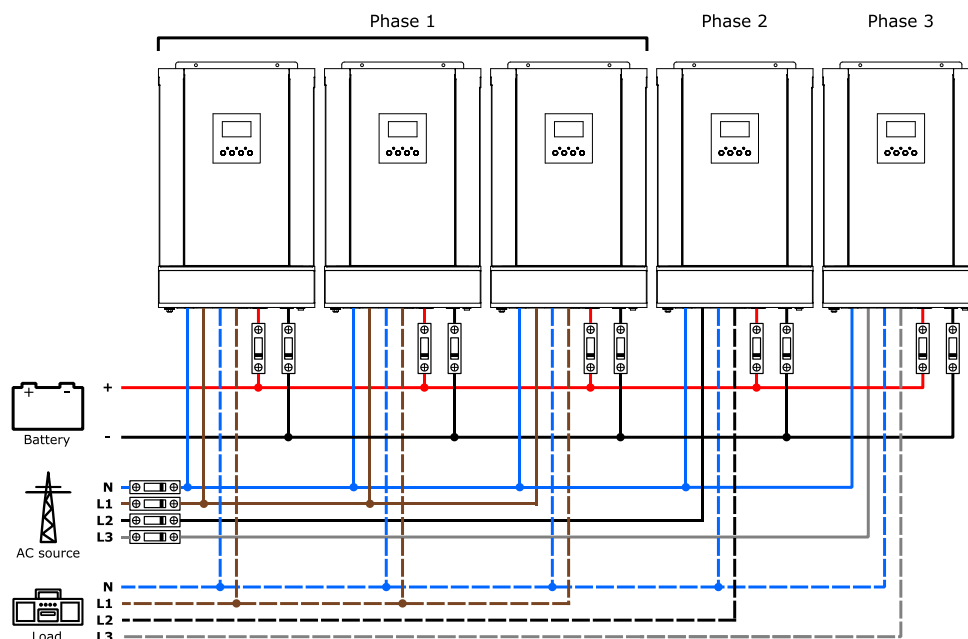 Phase 1 Phase 2 Phase 3
+
+ -
Battery
-
N
L1
L2
L3
AC source
N
L1
L2
L3
Load